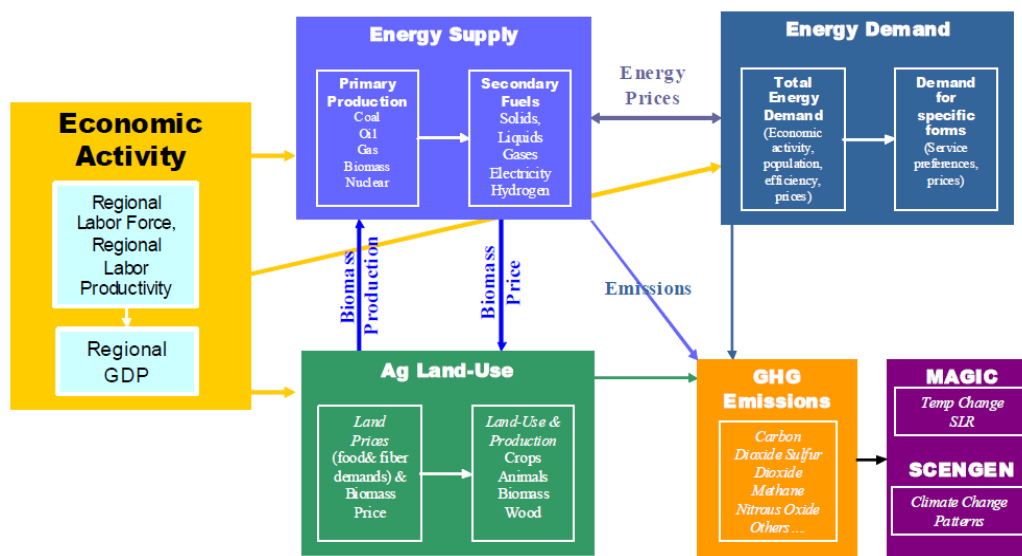 Economic
Activity
Regional
Labor Force,
Regional
Labor
Productivity
Regional
GDP
Energy Supply
Primary
Production
Coal
Oil
Gas
Biomass
Nuclear
Secondary
Fuels
Solids,
Liquids
Gases
Electricity
Hydrogen
Energy
Prices
Energy Demand
Total
Energy
Demand
(Economic
activity,
population,
efficiency,
prices)
Demand
for
specific
forms
(Service
preferences,
prices)
Biomass
Production
Biomass
Price
Emissions
Ag Land-Use
Land
Prices
(food& fiber
demands) &
Biomass
Price
Land-Use &
Production
Crops
Animals
Biomass
Wood
GHG
Emissions
Carbon
Dioxide Sulfur
Dioxide
Methane
Nitrous Oxide
Others....
MAGIC
Temp Change
SLR
SCENGEN
Climate Change
Patterns